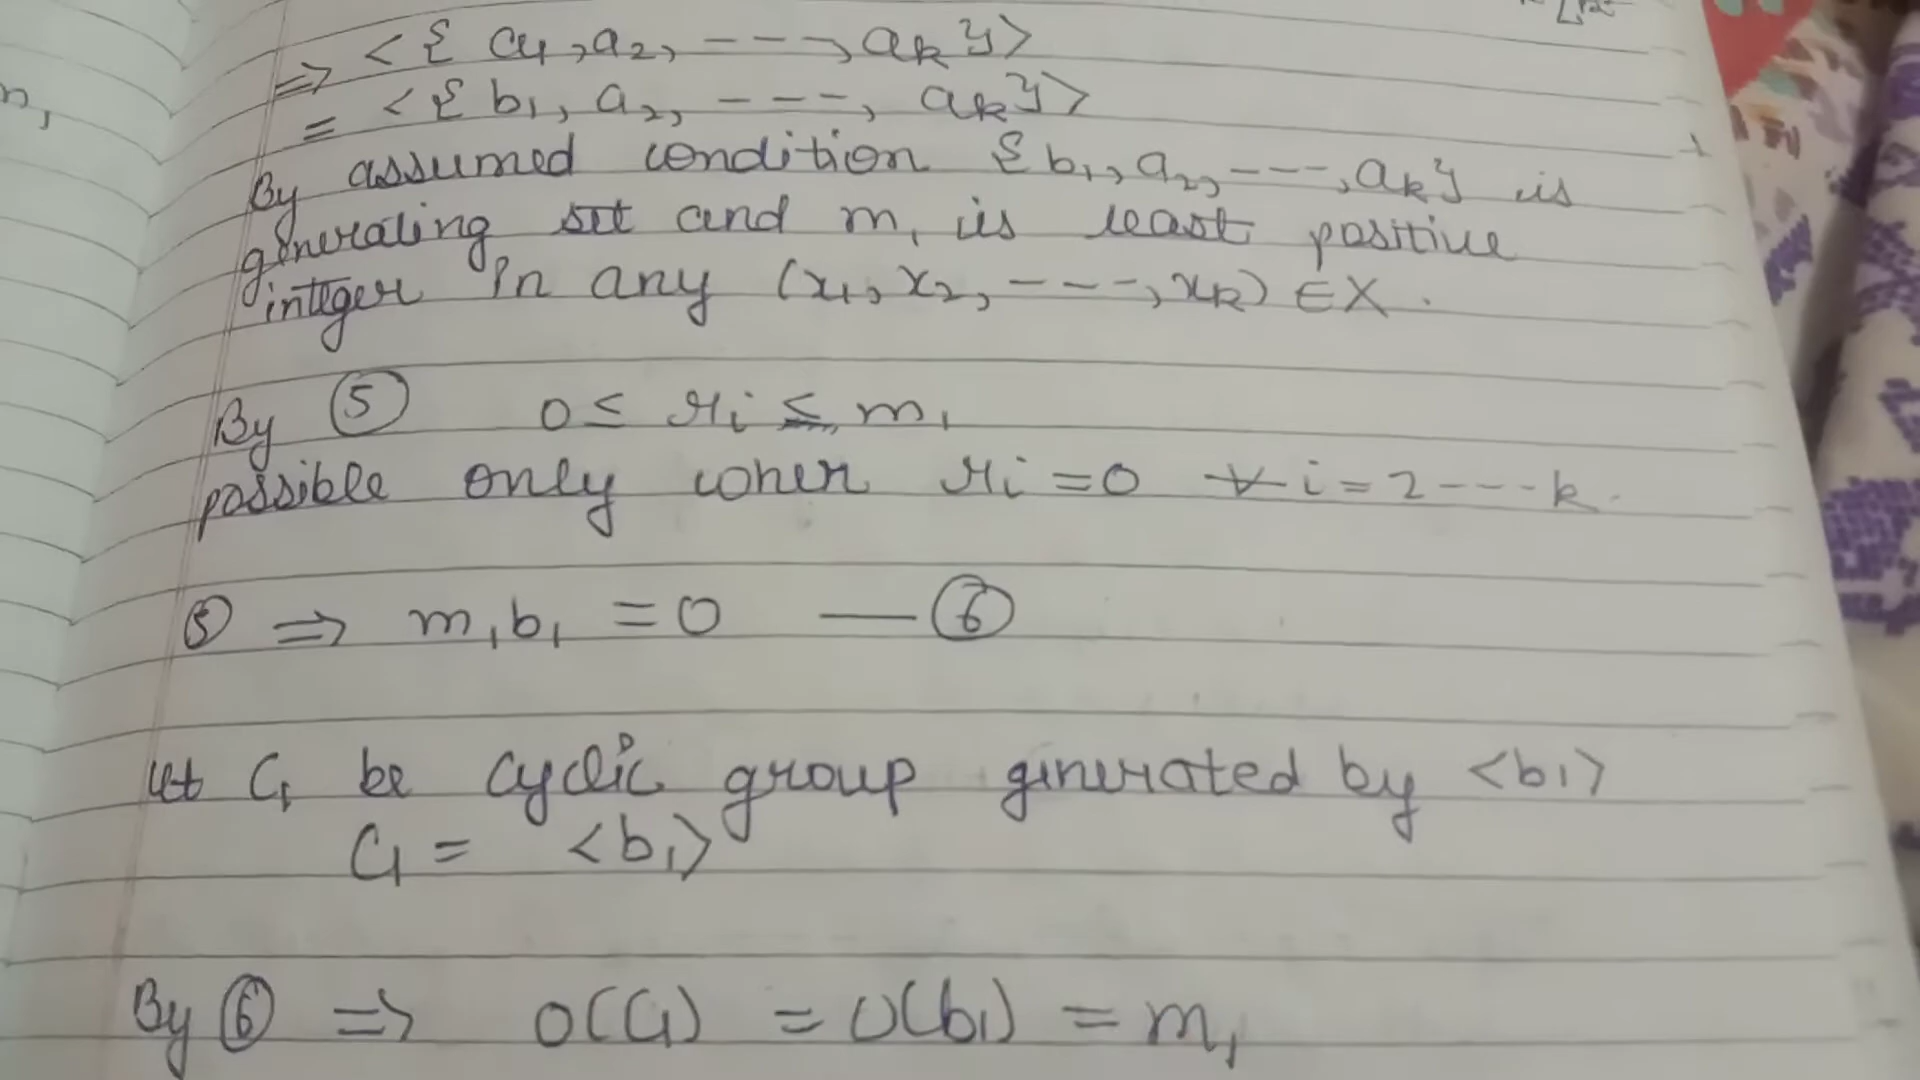 ⇒ <{ a1, a2, ----, ak}>
= <{ b1, a2, ----, ak}>
By assumed condition {b1, a2, ----, ak} is
generating set and m1 is least positive
integer in any (x1, x2, ----, xk) ∈ X.
By ⑤ 0 ≤ ri ≤ m1
possible only when ri = 0 ∀ i = 2 --- k.
⑤ ⇒ m1b1 = 0 — ⑥
let C1 be cyclic group generated by <b1>
C1 = <b1>
By ⑥ ⇒ O(C1) = O(b1) = m1